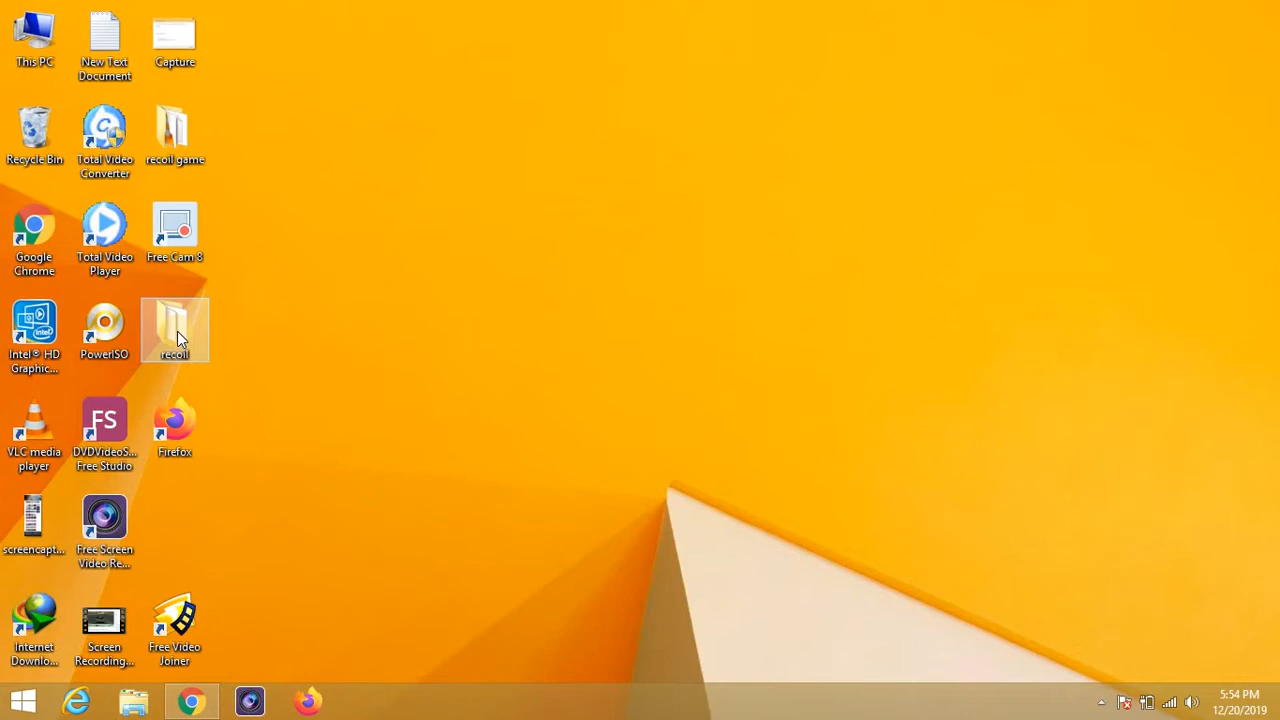 This PC
New Text
Document
Capture
Recycle Bin
Total Video
Converter
recoil game
Google
Chrome
Total Video
Player
Free Cam 8
Intel® HD
Graphic...
PowerISO
recoil
VLC media
player
FS
DVDVideoS...
Free Studio
Firefox
screencapt...
Free Screen
Video Re...
Internet
Downlo...
Screen
Recording...
Free Video
Joiner
5:54 PM
12/20/2019